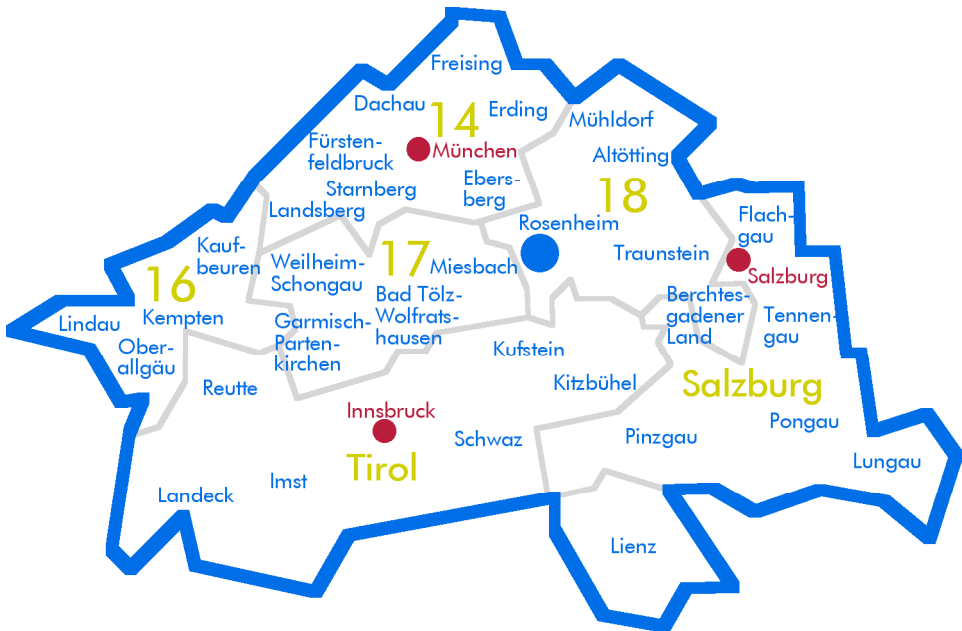 Freising
Dachau
14
Erding
Mühldorf
Fürsten-
feldbruck
München
Altötting
Starnberg
Ebers-
berg
18
Landsberg
Rosenheim
Flach-
gau
Kauf-
beuren
Weilheim-
Schongau
17
Miesbach
Traunstein
Salzburg
16
Bad Tölz-
Wolfrats-
hausen
Berchtes-
gadener
Land
Lindau
Kempten
Garmisch-
Parten-
kirchen
Tennen-
gau
Ober-
allgäu
Kufstein
Reutte
Kitzbühel
Salzburg
Innsbruck
Pongau
Schwaz
Pinzgau
Tirol
Lungau
Imst
Landeck
Lienz